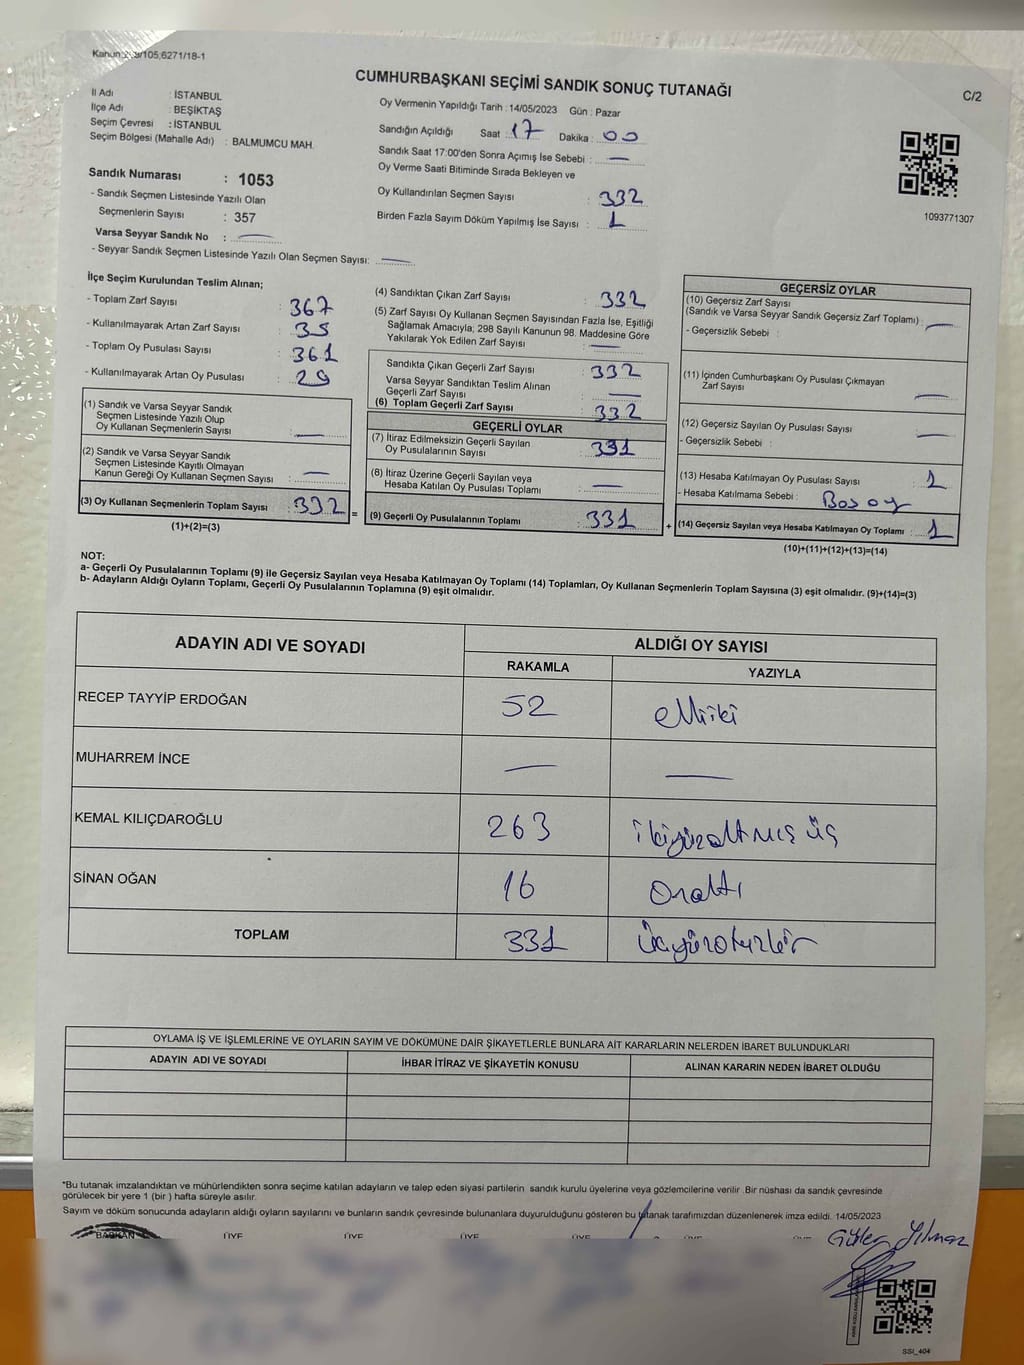 Kanun:298/105,6271/18-1
CUMHURBAŞKANI SEÇİMİ SANDIK SONUÇ TUTANAĞI
C/2
İl Adı : İSTANBUL
İlçe Adı : BEŞİKTAŞ
Seçim Çevresi : İSTANBUL
Seçim Bölgesi (Mahalle Adı) : BALMUMCU MAH.
Oy Vermenin Yapıldığı Tarih : 14/05/2023 Gün : Pazar
Sandığın Açıldığı Saat : 17 Dakika : 00
Sandık Saat 17:00'den Sonra Açımış İse Sebebi : —
Oy Verme Saati Bitiminde Sırada Bekleyen ve
Oy Kullandırılan Seçmen Sayısı : 332
Birden Fazla Sayım Döküm Yapılmış İse Sayısı : 1
1093771307
Sandık Numarası : 1053
- Sandık Seçmen Listesinde Yazılı Olan
Seçmenlerin Sayısı : 357
Varsa Seyyar Sandık No : —
- Seyyar Sandık Seçmen Listesinde Yazılı Olan Seçmen Sayısı: —
İlçe Seçim Kurulundan Teslim Alınan;
- Toplam Zarf Sayısı : 367
- Kullanılmayarak Artan Zarf Sayısı : 35
- Toplam Oy Pusulası Sayısı : 361
- Kullanılmayarak Artan Oy Pusulası : 29
(1) Sandık ve Varsa Seyyar Sandık
Seçmen Listesinde Yazılı Olup
Oy Kullanan Seçmenlerin Sayısı : —
(2) Sandık ve Varsa Seyyar Sandık
Seçmen Listesinde Kayıtlı Olmayan
Kanun Gereği Oy Kullanan Seçmen Sayısı : —
(3) Oy Kullanan Seçmenlerin Toplam Sayısı : 332
(1)+(2)=(3)
=
(4) Sandıktan Çıkan Zarf Sayısı : 332
(5) Zarf Sayısı Oy Kullanan Seçmen Sayısından Fazla İse, Eşitliği
Sağlamak Amacıyla; 298 Sayılı Kanunun 98. Maddesine Göre
Yakılarak Yok Edilen Zarf Sayısı : —
Sandıkta Çıkan Geçerli Zarf Sayısı : 332
Varsa Seyyar Sandıktan Teslim Alınan
Geçerli Zarf Sayısı : —
(6) Toplam Geçerli Zarf Sayısı : 332
GEÇERLİ OYLAR
(7) İtiraz Edilmeksizin Geçerli Sayılan
Oy Pusulalarının Sayısı : 331
(8) İtiraz Üzerine Geçerli Sayılan veya
Hesaba Katılan Oy Pusulası Toplamı : —
(9) Geçerli Oy Pusulalarının Toplamı : 331
+
GEÇERSİZ OYLAR
(10) Geçersiz Zarf Sayısı
(Sandık ve Varsa Seyyar Sandık Geçersiz Zarf Toplamı) : —
- Geçersizlik Sebebi :
(11) İçinden Cumhurbaşkanı Oy Pusulası Çıkmayan
Zarf Sayısı : —
(12) Geçersiz Sayılan Oy Pusulası Sayısı : —
- Geçersizlik Sebebi :
(13) Hesaba Katılmayan Oy Pusulası Sayısı : 1
- Hesaba Katılmama Sebebi : Bos oy
(14) Geçersiz Sayılan veya Hesaba Katılmayan Oy Toplamı : 1
(10)+(11)+(12)+(13)=(14)
NOT:
a- Geçerli Oy Pusulalarının Toplamı (9) ile Geçersiz Sayılan veya Hesaba Katılmayan Oy Toplamı (14) Toplamları, Oy Kullanan Seçmenlerin Toplam Sayısına (3) eşit olmalıdır. (9)+(14)=(3)
b- Adayların Aldığı Oyların Toplamı, Geçerli Oy Pusulalarının Toplamına (9) eşit olmalıdır.
ADAYIN ADI VE SOYADI
ALDIĞI OY SAYISI
RAKAMLA YAZIYLA
RECEP TAYYİP ERDOĞAN 52 elliiki
MUHARREM İNCE — —
KEMAL KILIÇDAROĞLU 263 ikiyüzaltmış üç
SİNAN OĞAN 16 Onaltı
TOPLAM 331 Üçyüzotuzbir
OYLAMA İŞ VE İŞLEMLERİNE VE OYLARIN SAYIM VE DÖKÜMÜNE DAİR ŞİKAYETLERLE BUNLARA AİT KARARLARIN NELERDEN İBARET BULUNDUKLARI
ADAYIN ADI VE SOYADI İHBAR İTİRAZ VE ŞİKAYETİN KONUSU ALINAN KARARIN NEDEN İBARET OLDUĞU
*Bu tutanak imzalandıktan ve mühürlendikten sonra seçime katılan adayların ve talep eden siyasi partilerin sandık kurulu üyelerine veya gözlemcilerine verilir .Bir nüshası da sandık çevresinde
görülecek bir yere 1 (bir ) hafta süreyle asılır.
Sayım ve döküm sonucunda adayların aldığı oyların sayılarını ve bunların sandık çevresinde bulunanlara duyurulduğunu gösteren bu tutanak tarafımızdan düzenlenerek imza edildi. 14/05/2023
BAŞKAN ÜYE ÜYE ÜYE ÜYE ÜYE
Yılmaz
SSI_404